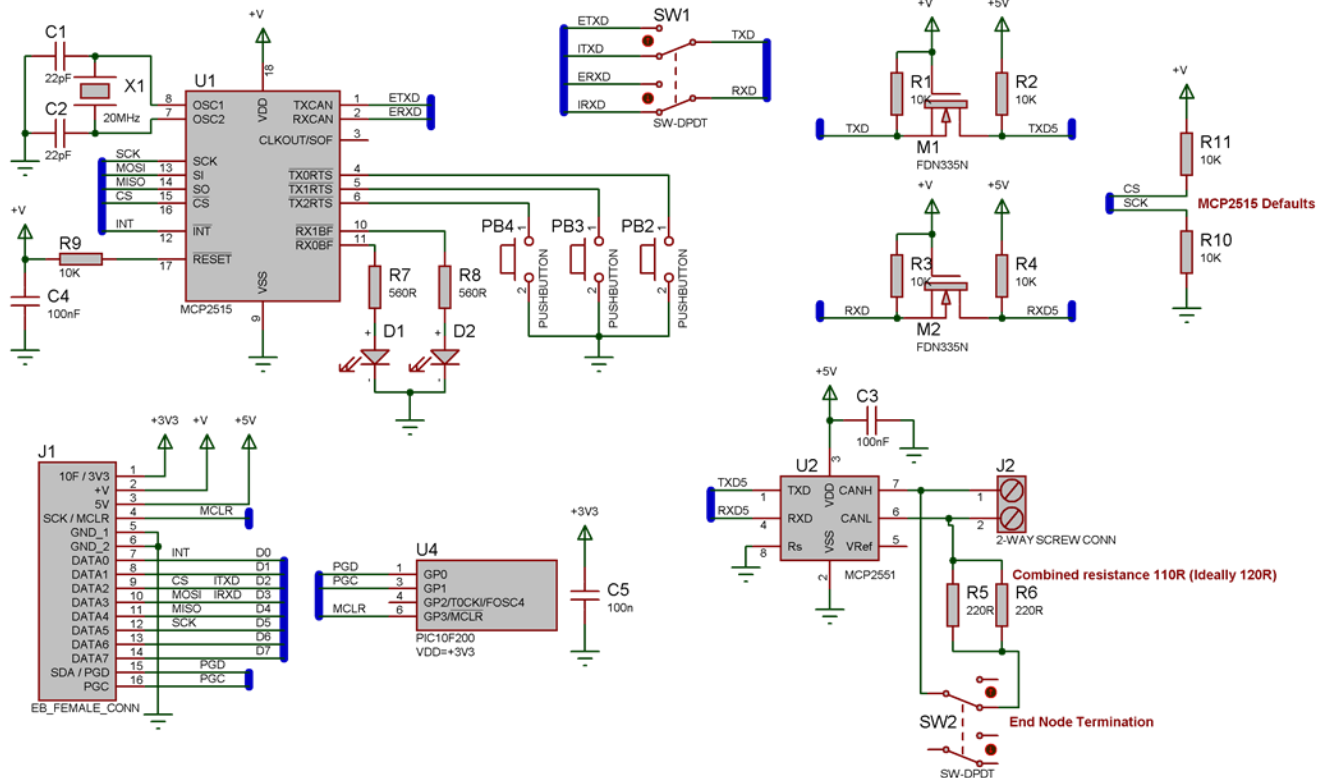 C1
22pF
X1
20MHz
C2
22pF
+V
U1
18
VDD
8 OSC1
7 OSC2
TXCAN 1 ETXD
RXCAN 2 ERXD
CLKOUT/SOF 3
SCK
SCK
MOSI 13 SI
MISO 14 SO
CS 15 CS
16
INT 12 INT
TX0RTS 4
TX1RTS 5
TX2RTS 6
RX1BF 10
RX0BF 11
+V
R9
10K
17 RESET
VSS
9
MCP2515
C4
100nF
R7
560R
R8
560R
+ D1
-
+ D2
-
PB4
1
2
PUSHBUTTON
PB3
1
2
PUSHBUTTON
PB2
1
2
PUSHBUTTON
SW1
ETXD
ITXD
ERXD
IRXD
TXD
RXD
SW-DPDT
+V
+5V
R1
10K
R2
10K
TXD
TXD5
M1
FDN335N
+V
+5V
R3
10K
R4
10K
RXD
RXD5
M2
FDN335N
+V
R11
10K
CS
SCK
MCP2515 Defaults
R10
10K
J1
+3V3
+V
+5V
10F / 3V3 1
+V 2
5V 3
SCK / MCLR 4 MCLR
GND_1 5
GND_2 6
DATA0 7 INT D0
DATA1 8 D1
DATA2 9 CS ITXD D2
DATA3 10 MOSI IRXD D3
DATA4 11 MISO D4
DATA5 12 SCK D5
DATA6 13 D6
DATA7 14 D7
SDA / PGD 15 PGD
PGC 16 PGC
EB_FEMALE_CONN
U4
PGD 1 GP0
PGC 3 GP1
4 GP2/T0CKI/FOSC4
MCLR 6 GP3/MCLR
PIC10F200
VDD=+3V3
+3V3
C5
100n
+5V
C3
100nF
U2
3
VDD
TXD5 1 TXD
RXD5 4 RXD
8 Rs
CANH 7
CANL 6
VRef 5
VSS
2
MCP2551
J2
1
2
2-WAY SCREW CONN
Combined resistance 110R (Ideally 120R)
R5
220R
R6
220R
SW2
End Node Termination
SW-DPDT